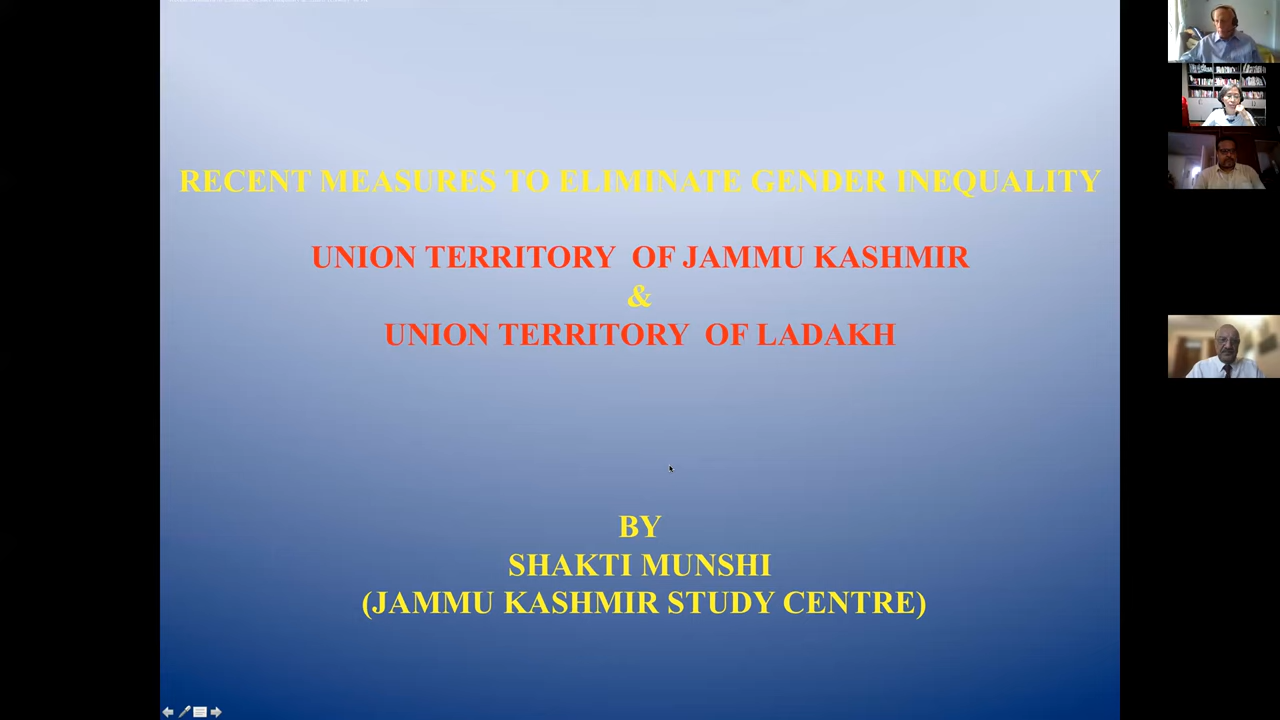 RECENT MEASURES TO ELIMINATE GENDER INEQUALITY
UNION TERRITORY OF JAMMU KASHMIR
&
UNION TERRITORY OF LADAKH
BY
SHAKTI MUNSHI
(JAMMU KASHMIR STUDY CENTRE)